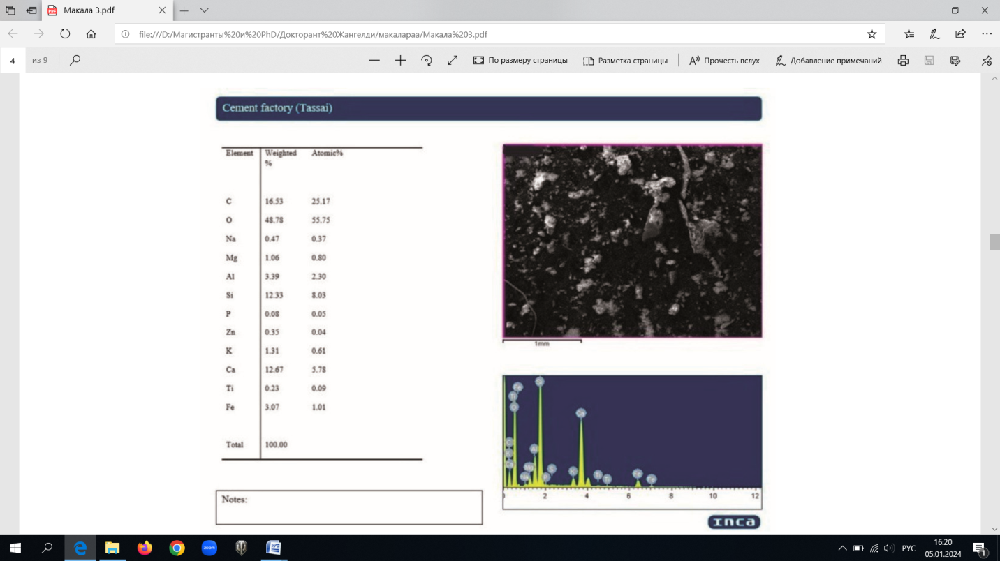 Макала 3.pdf
file:///D:/Магистранты%20и%20PhD/Докторант%20Жангелди/макалараа/Макала%203.pdf
4 из 9
По размеру страницы
Разметка страницы
Прочесть вслух
Добавление примечаний
Cement factory (Tassai)
Element Weighted % Atomic%
C 16.53 25.17
O 48.78 55.75
Na 0.47 0.37
Mg 1.06 0.80
Al 3.39 2.30
Si 12.33 8.03
P 0.08 0.05
Zn 0.35 0.04
K 1.31 0.61
Ca 12.67 5.78
Ti 0.23 0.09
Fe 3.07 1.01
Total 100.00
Notes:
1mm
2 4 6 8 10 12
INCA
zoom
РУС
16:20
05.01.2024
1